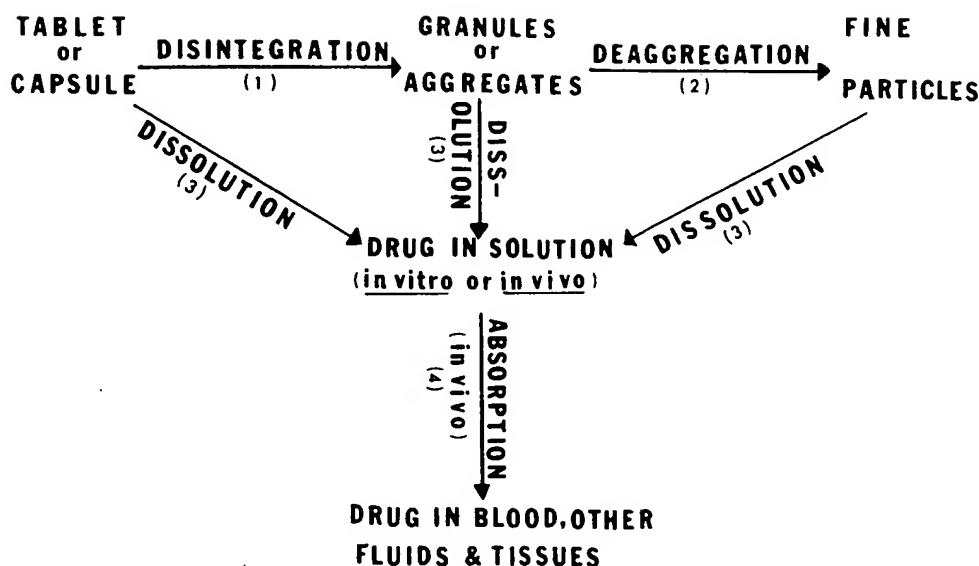 TABLET
or
CAPSULE
DISINTEGRATION
(1)
GRANULES
or
AGGREGATES
DEAGGREGATION
(2)
FINE
PARTICLES
DISSOLUTION
(3)
DISS-
OLUTION
(3)
DISSOLUTION
(3)
DRUG IN SOLUTION
(in vitro or in vivo)
ABSORPTION
(in vivo)
(4)
DRUG IN BLOOD, OTHER
FLUIDS & TISSUES